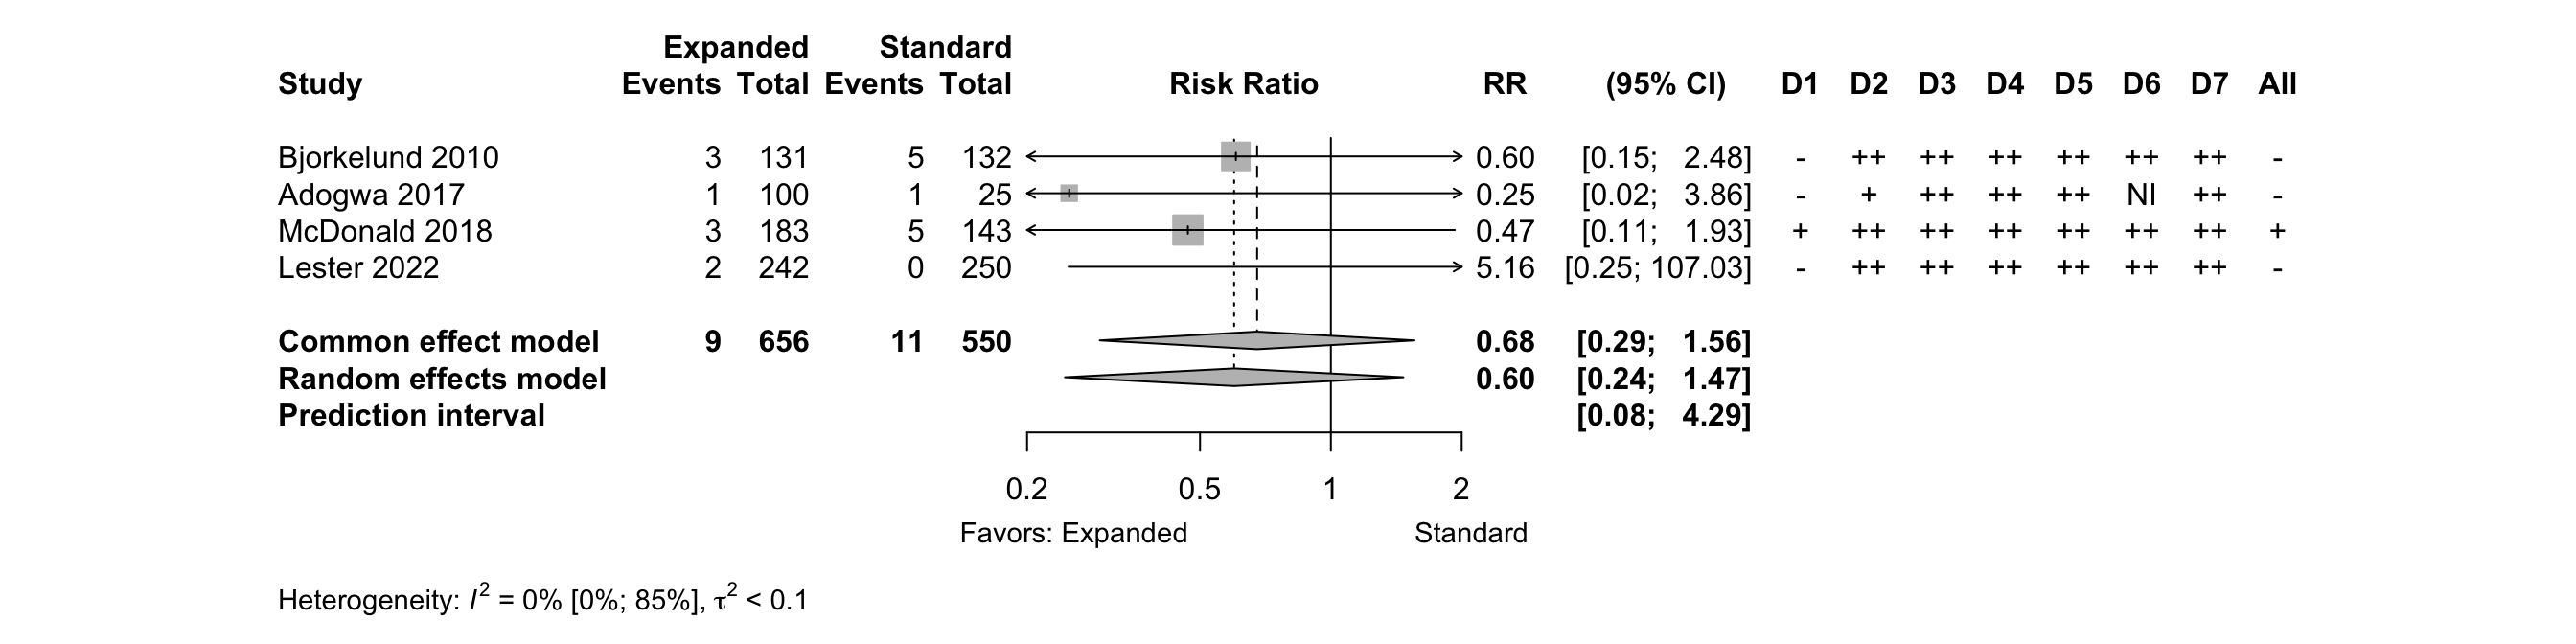 Expanded Standard
Study Events Total Events Total Risk Ratio RR (95% CI) D1 D2 D3 D4 D5 D6 D7 All
Bjorkelund 2010 3 131 5 132 0.60 [0.15; 2.48] - ++ ++ ++ ++ ++ ++ -
Adogwa 2017 1 100 1 25 0.25 [0.02; 3.86] - + ++ ++ ++ NI ++ -
McDonald 2018 3 183 5 143 0.47 [0.11; 1.93] + ++ ++ ++ ++ ++ ++ +
Lester 2022 2 242 0 250 5.16 [0.25; 107.03] - ++ ++ ++ ++ ++ ++ -
Common effect model 9 656 11 550 0.68 [0.29; 1.56]
Random effects model 0.60 [0.24; 1.47]
Prediction interval [0.08; 4.29]
0.2 0.5 1 2
Favors: Expanded Standard
Heterogeneity: I² = 0% [0%; 85%], τ² < 0.1